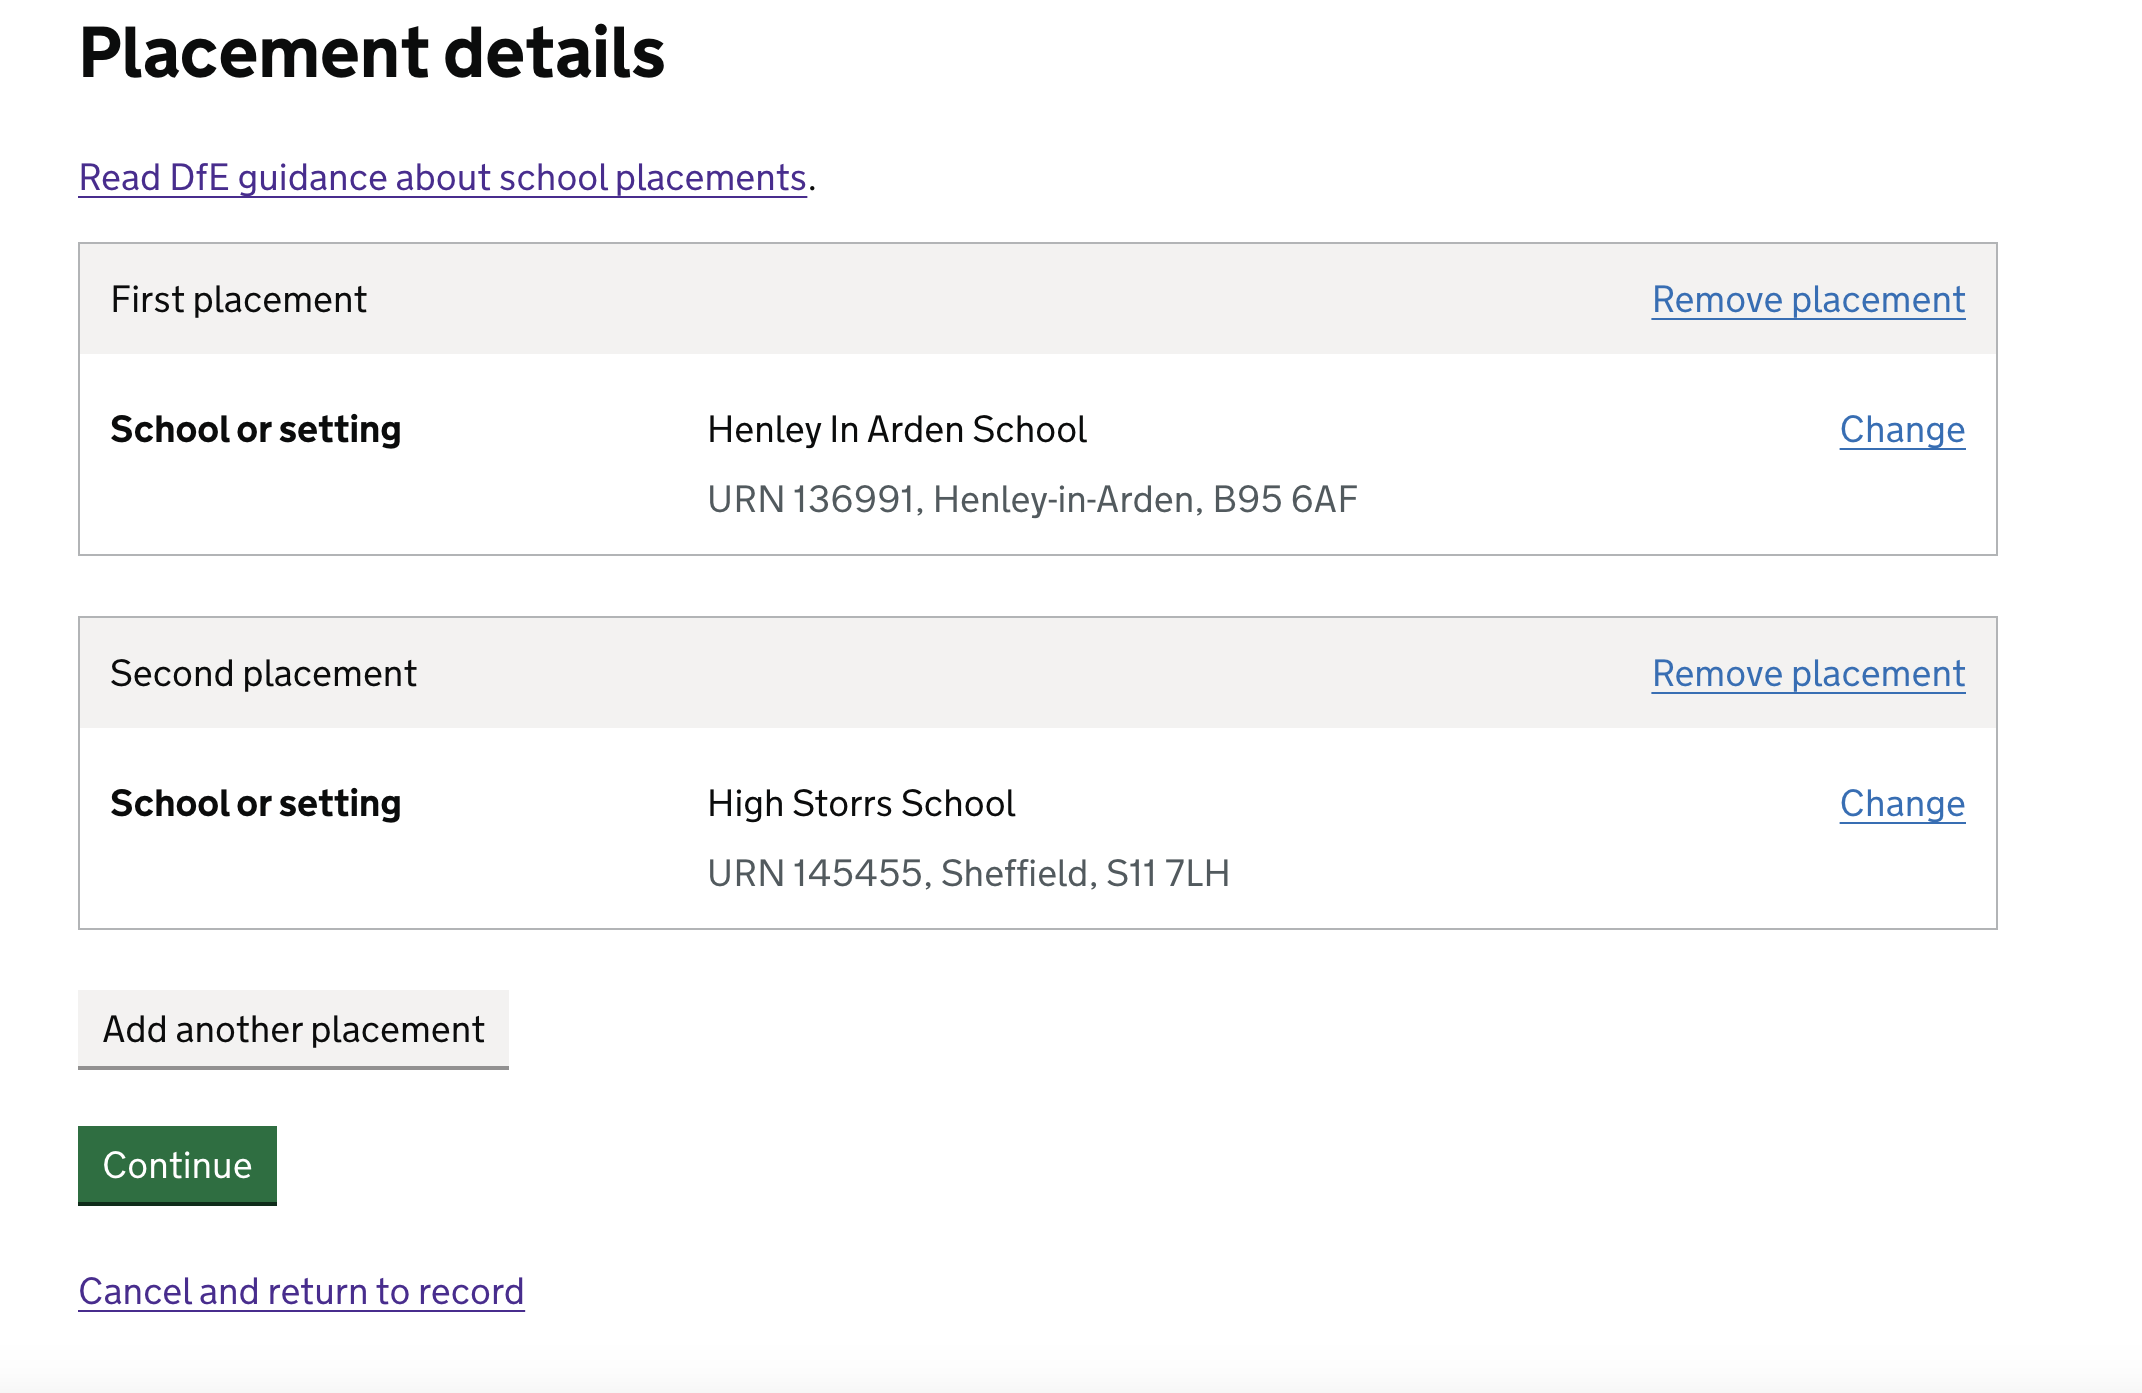 Placement details
Read DfE guidance about school placements.
First placement
Remove placement
School or setting
Henley In Arden School
Change
URN 136991, Henley-in-Arden, B95 6AF
Second placement
Remove placement
School or setting
High Storrs School
Change
URN 145455, Sheffield, S11 7LH
Add another placement
Continue
Cancel and return to record